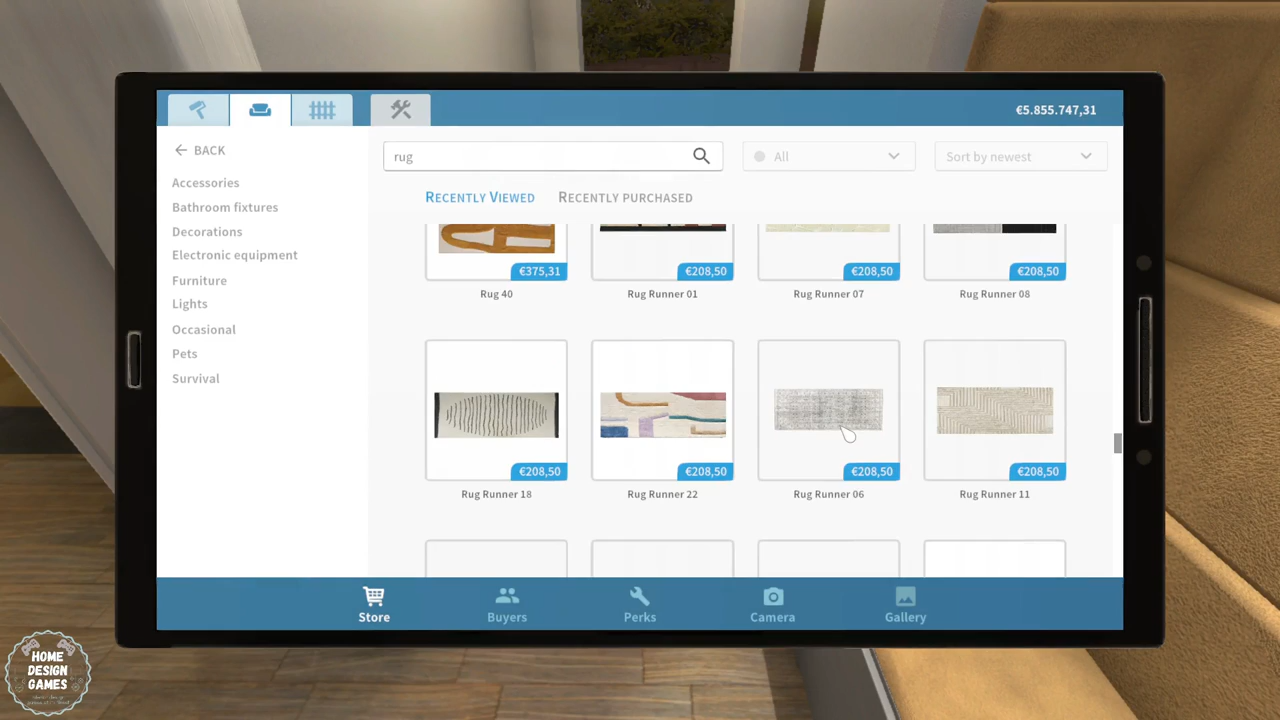 €5.855.747,31
BACK
rug
All
Sort by newest
RECENTLY VIEWED
RECENTLY PURCHASED
Accessories
Bathroom fixtures
Decorations
Electronic equipment
Furniture
Lights
Occasional
Pets
Survival
€375,31
€208,50
€208,50
€208,50
Rug 40
Rug Runner 01
Rug Runner 07
Rug Runner 08
€208,50
€208,50
€208,50
€208,50
Rug Runner 18
Rug Runner 22
Rug Runner 06
Rug Runner 11
Store
Buyers
Perks
Camera
Gallery
HOME
DESIGN
GAMES